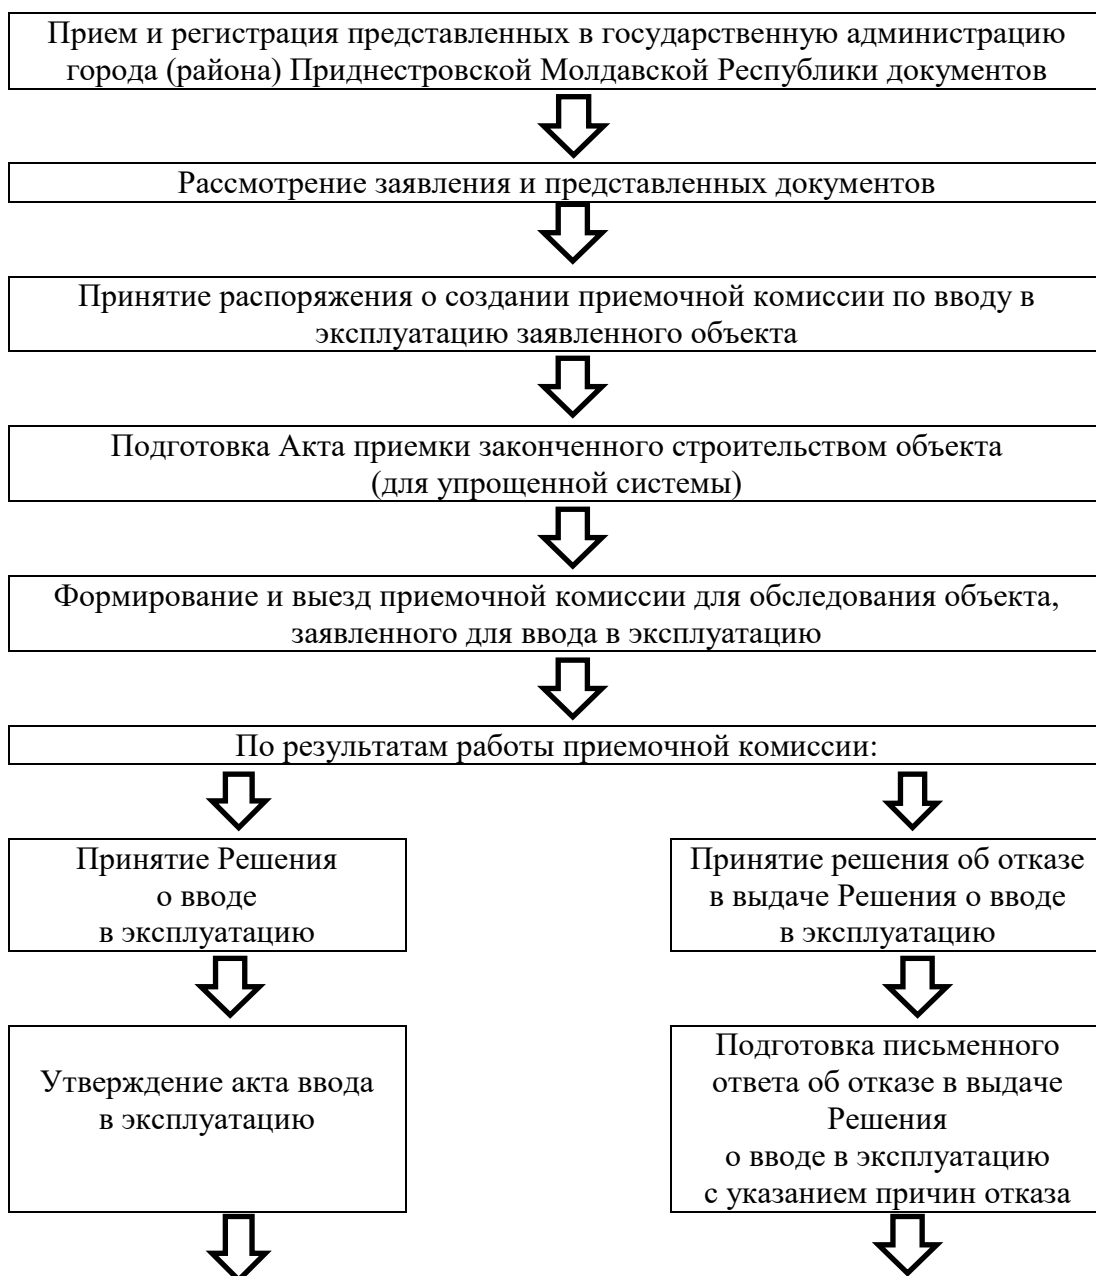 Прием и регистрация представленных в государственную администрацию
города (района) Приднестровской Молдавской Республики документов
Рассмотрение заявления и представленных документов
Принятие распоряжения о создании приемочной комиссии по вводу в
эксплуатацию заявленного объекта
Подготовка Акта приемки законченного строительством объекта
(для упрощенной системы)
Формирование и выезд приемочной комиссии для обследования объекта,
заявленного для ввода в эксплуатацию
По результатам работы приемочной комиссии:
Принятие Решения
о вводе
в эксплуатацию
Принятие решения об отказе
в выдаче Решения о вводе
в эксплуатацию
Утверждение акта ввода
в эксплуатацию
Подготовка письменного
ответа об отказе в выдаче
Решения
о вводе в эксплуатацию
с указанием причин отказа